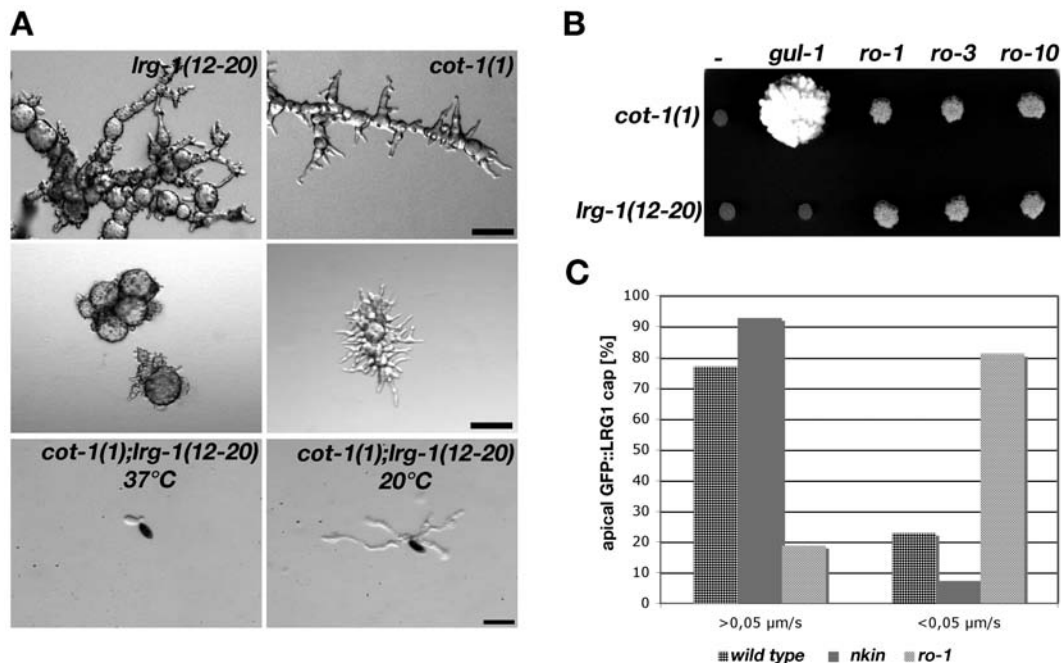 A
lrg-1(12-20)
cot-1(1)
cot-1(1);lrg-1(12-20)
37°C
cot-1(1);lrg-1(12-20)
20°C
B
- gul-1 ro-1 ro-3 ro-10
cot-1(1)
lrg-1(12-20)
C
apical GFP::LRG1 cap [%]
100
90
80
70
60
50
40
30
20
10
0
>0,05 µm/s <0,05 µm/s
wild type nkin ro-1